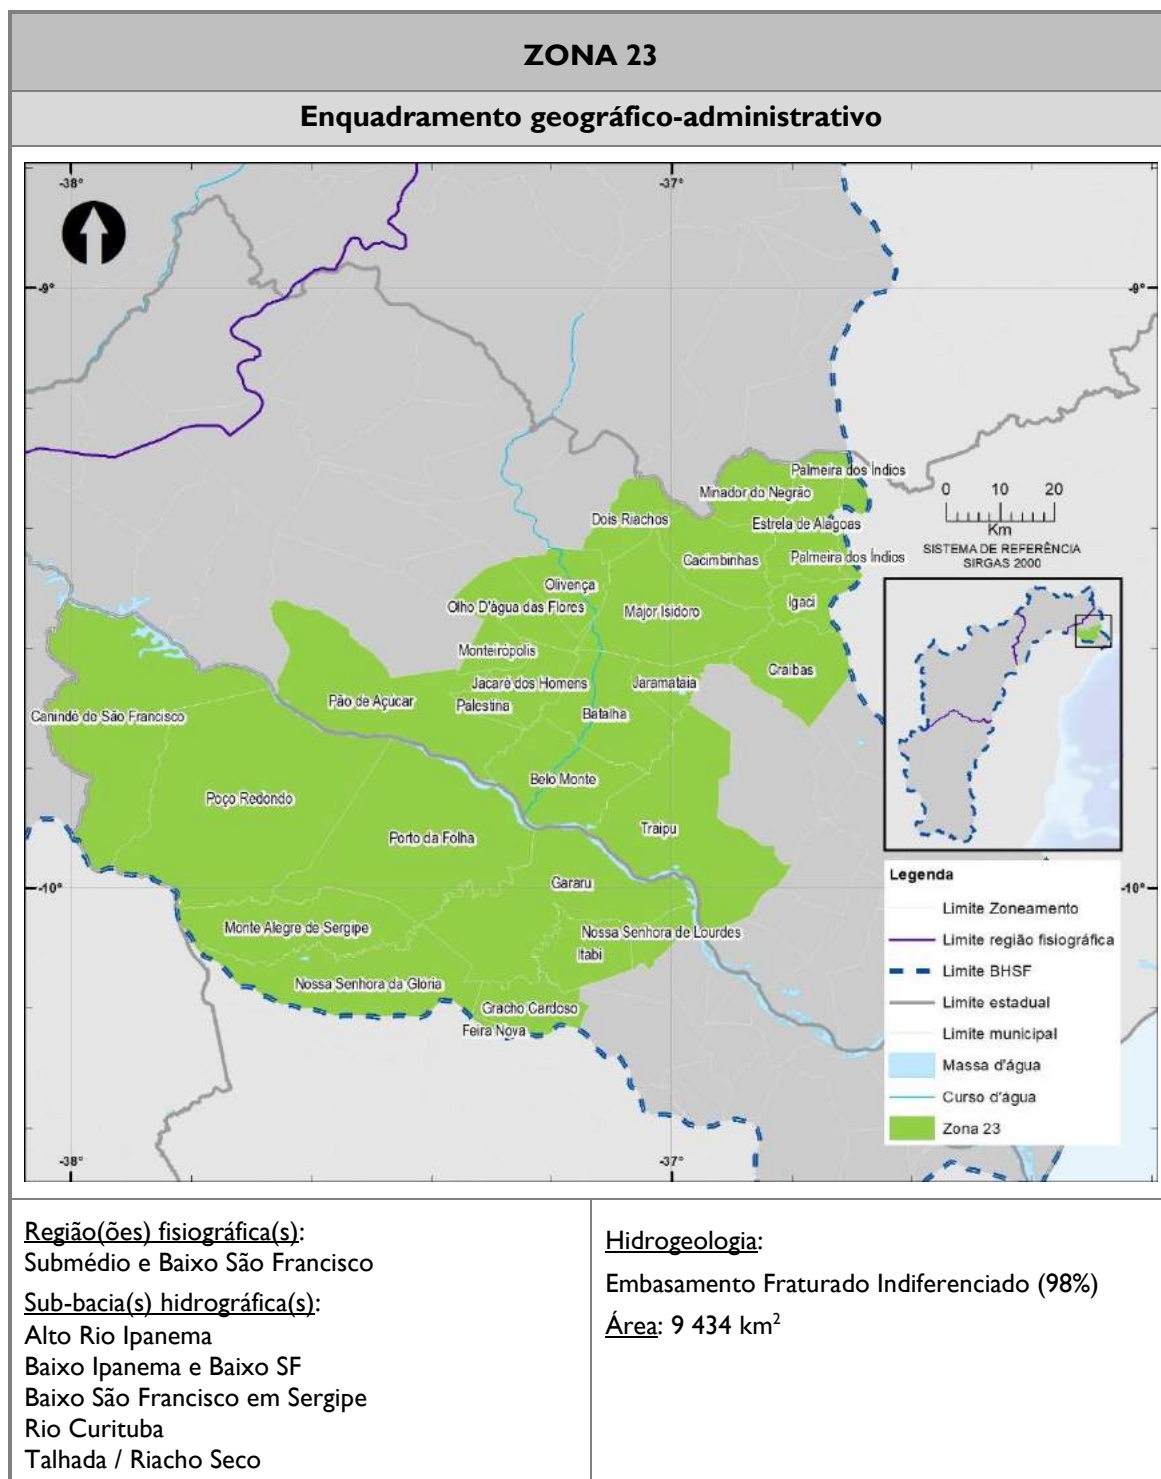 ZONA 23
Enquadramento geográfico-administrativo
-38°
-37°
-9°
-9°
Palmeira dos Índios
Minador do Negrão
0 10 20
Km
Dois Riachos
Estrela de Alagoas
SISTEMA DE REFERÊNCIA
SIRGAS 2000
Cacimbinhas
Palmeira dos Índios
Olivença
Olho D'água das Flores
Major Isidoro
Igaci
Monteirópolis
Craíbas
Jacaré dos Homens
Jaramataia
Pão de Açúcar
Palestina
Canindé de São Francisco
Batalha
Belo Monte
Poço Redondo
Traipu
Porto da Folha
-10°
Gararu
Legenda
-10°
Limite Zoneamento
Monte Alegre de Sergipe
Nossa Senhora de Lourdes
Limite região fisiográfica
Itabi
Limite BHSF
Nossa Senhora da Glória
Limite estadual
Gracho Cardoso
Feira Nova
Limite municipal
Massa d'água
Curso d'água
Zona 23
-38°
-37°
Região(ões) fisiográfica(s):
Submédio e Baixo São Francisco
Sub-bacia(s) hidrográfica(s):
Alto Rio Ipanema
Baixo Ipanema e Baixo SF
Baixo São Francisco em Sergipe
Rio Curituba
Talhada / Riacho Seco
Hidrogeologia:
Embasamento Fraturado Indiferenciado (98%)
Área: 9 434 km²